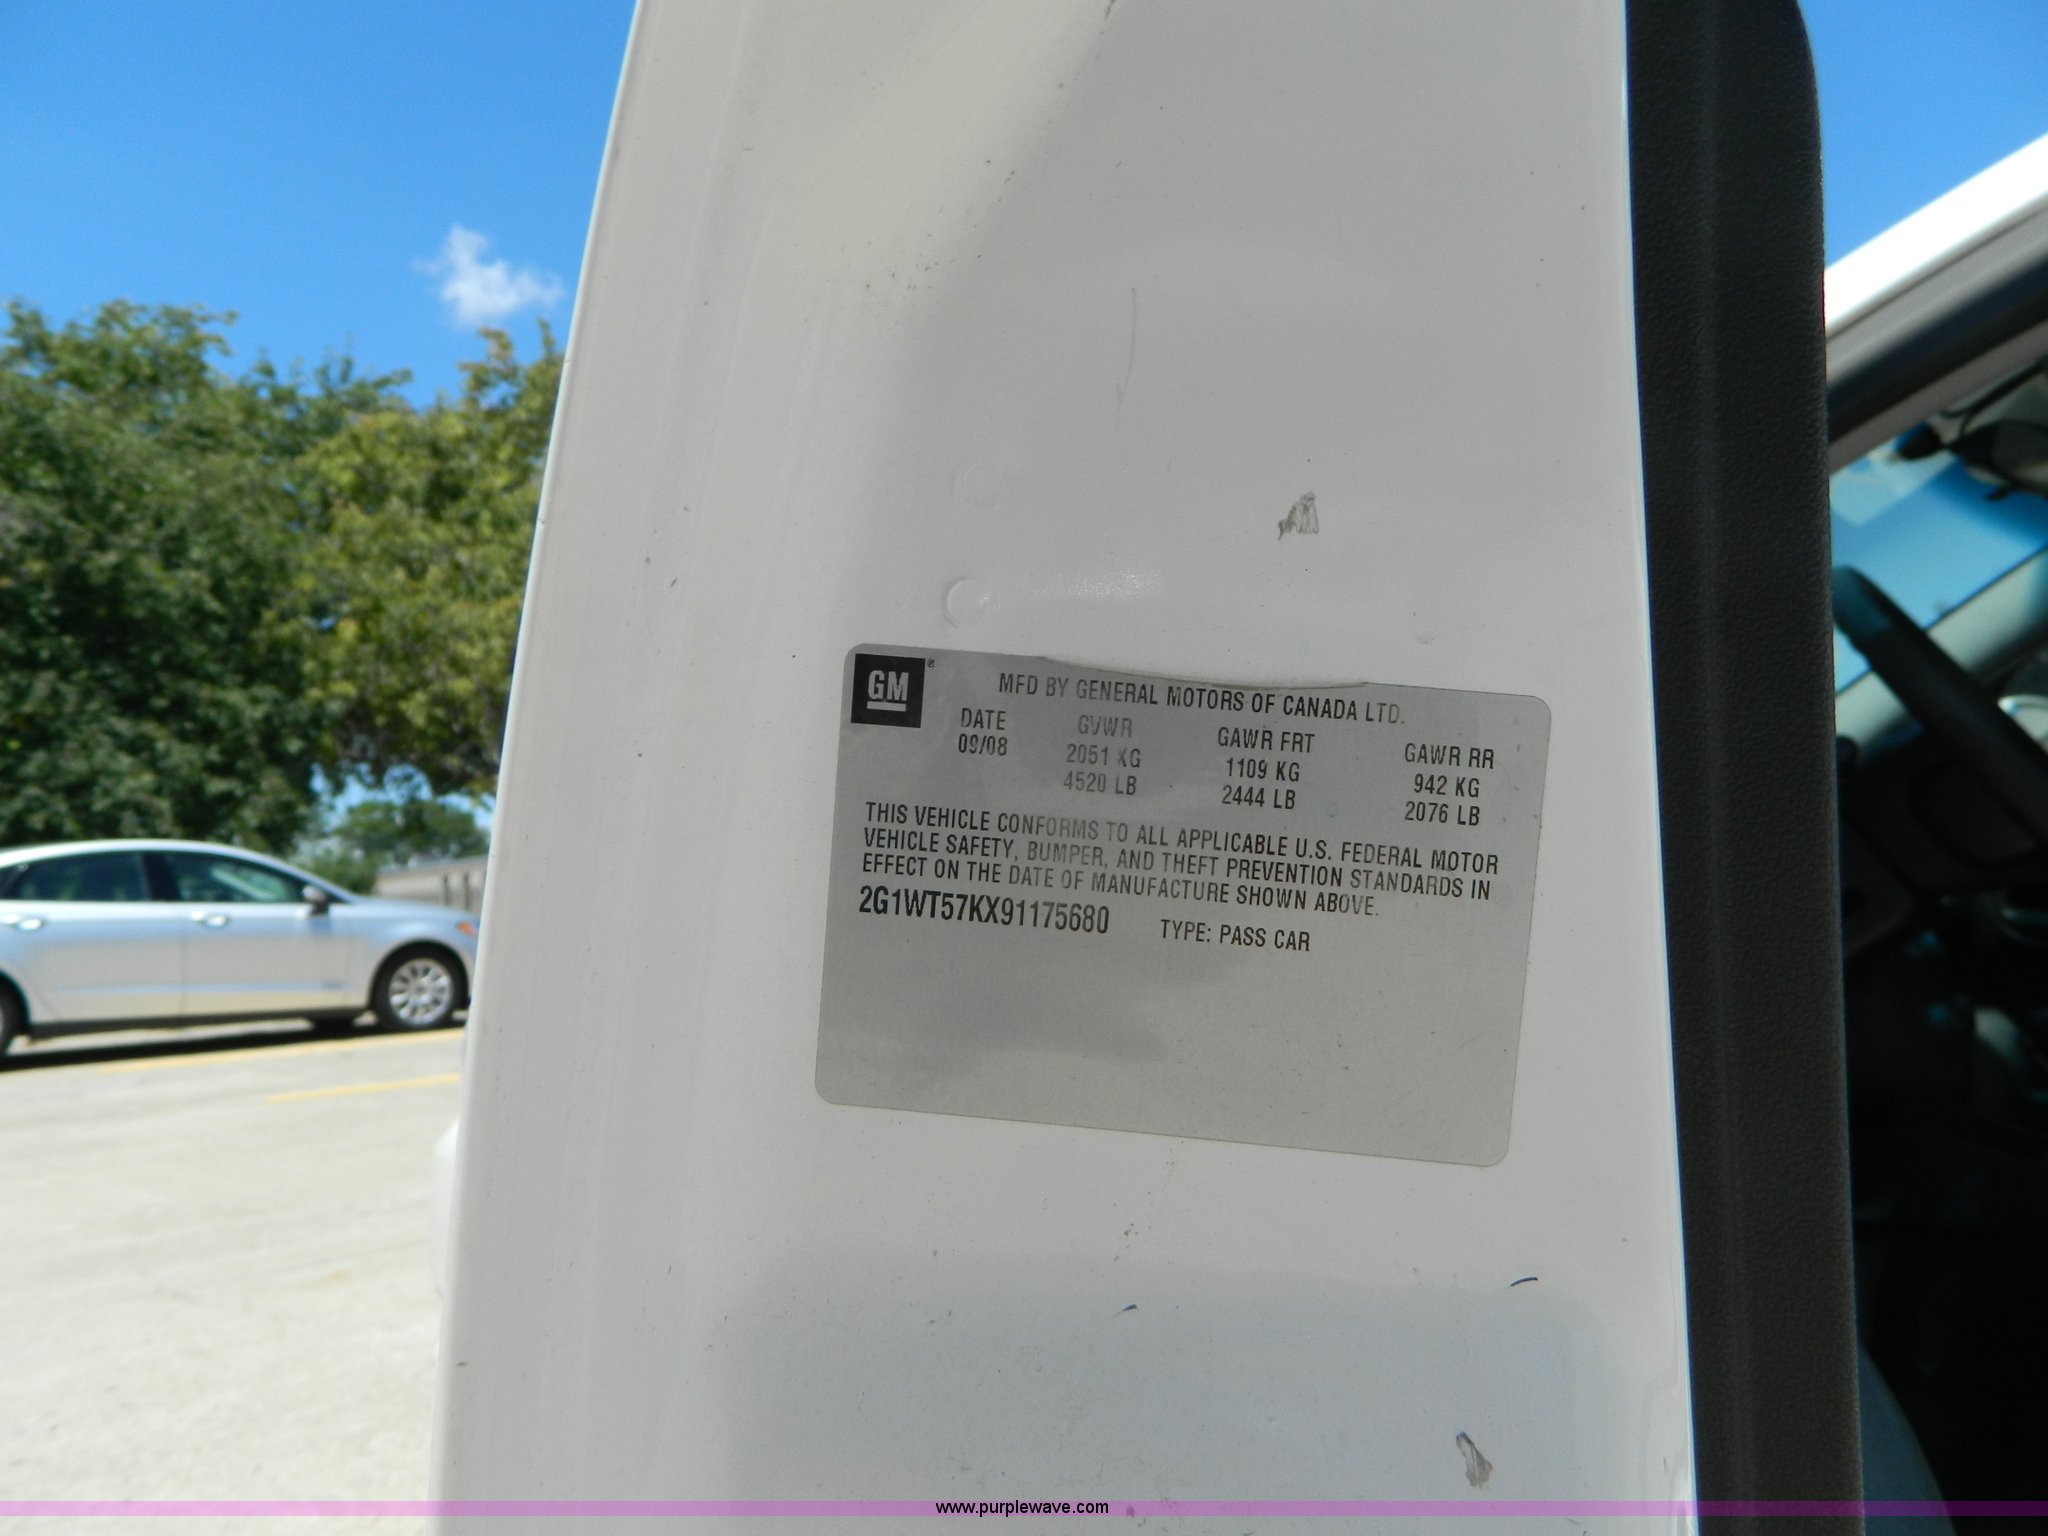 GM®
MFD BY GENERAL MOTORS OF CANADA LTD.
DATE GVWR GAWR FRT GAWR RR
09/08 2051 KG 1109 KG 942 KG
4520 LB 2444 LB 2076 LB
THIS VEHICLE CONFORMS TO ALL APPLICABLE U.S. FEDERAL MOTOR
VEHICLE SAFETY, BUMPER, AND THEFT PREVENTION STANDARDS IN
EFFECT ON THE DATE OF MANUFACTURE SHOWN ABOVE.
2G1WT57KX91175680 TYPE: PASS CAR
www.purplewave.com